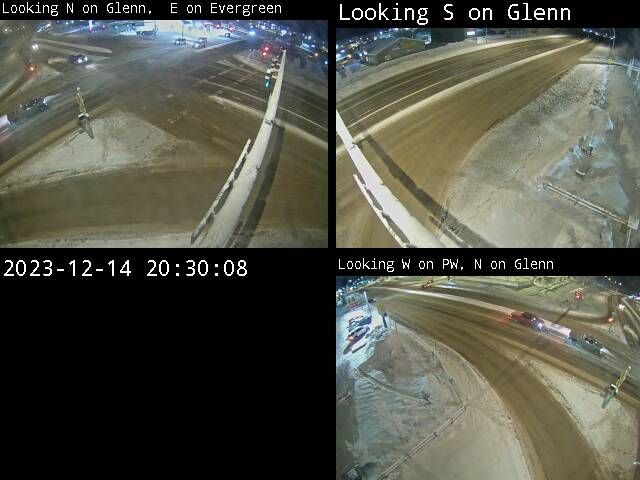 Looking N on Glenn,  E on Evergreen
Looking S on Glenn
2023-12-14 20:30:08
Looking W on PW, N on Glenn